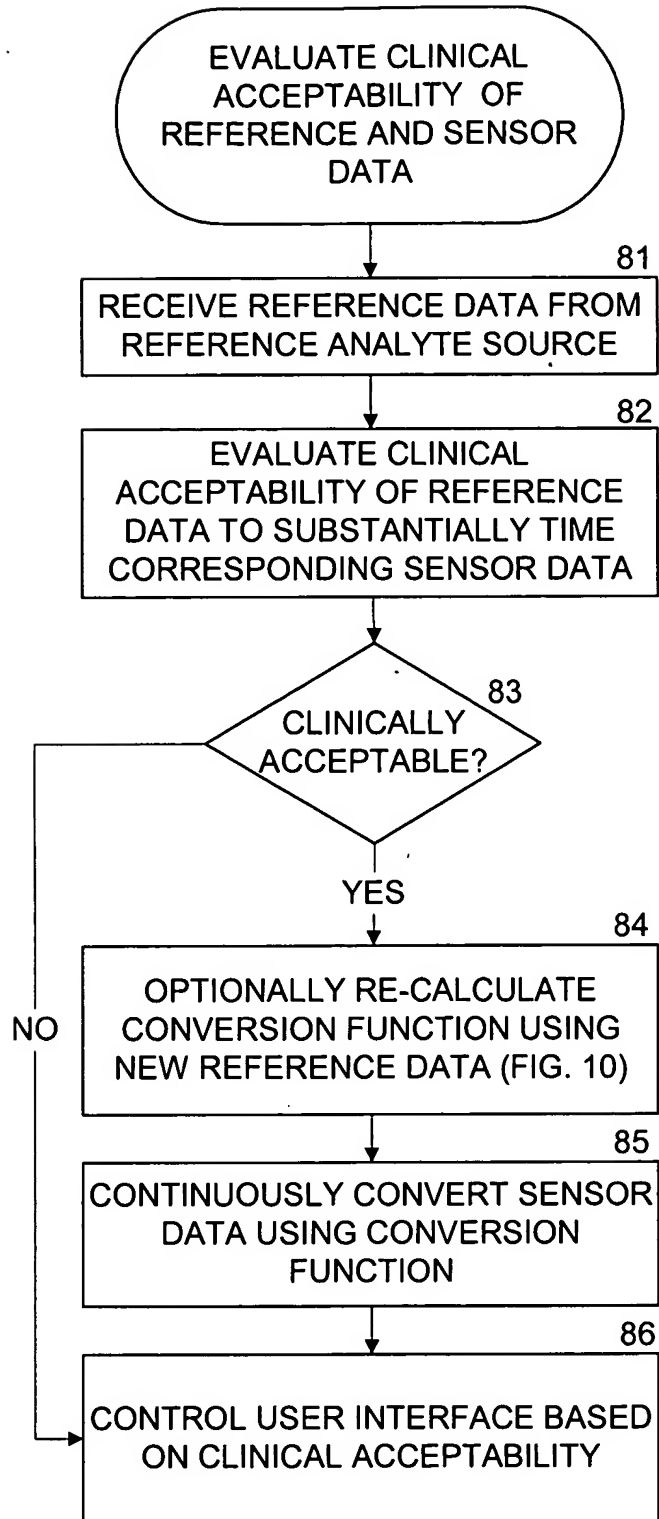 EVALUATE CLINICAL
ACCEPTABILITY OF
REFERENCE AND SENSOR
DATA
81
RECEIVE REFERENCE DATA FROM
REFERENCE ANALYTE SOURCE
82
EVALUATE CLINICAL
ACCEPTABILITY OF REFERENCE
DATA TO SUBSTANTIALLY TIME
CORRESPONDING SENSOR DATA
83
CLINICALLY
ACCEPTABLE?
YES
NO
84
OPTIONALLY RE-CALCULATE
CONVERSION FUNCTION USING
NEW REFERENCE DATA (FIG. 10)
85
CONTINUOUSLY CONVERT SENSOR
DATA USING CONVERSION
FUNCTION
86
CONTROL USER INTERFACE BASED
ON CLINICAL ACCEPTABILITY